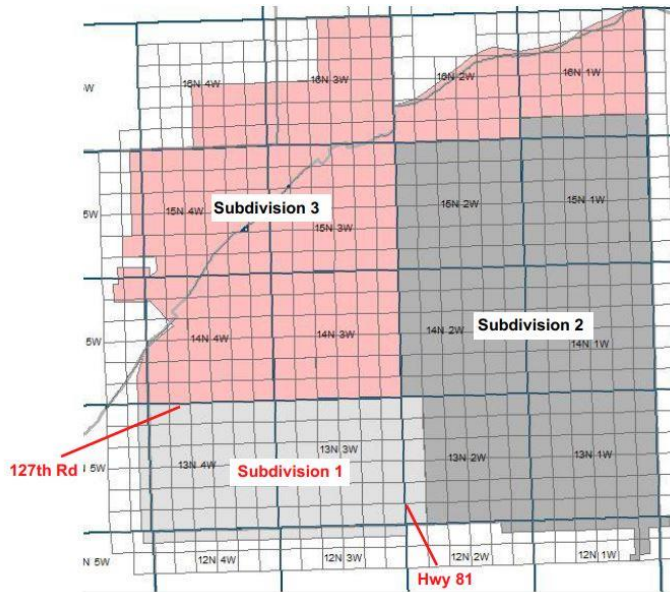 16N 4W
16N 3W
16N 2W
16N 1W
Subdivision 3
15N 4W
15N 3W
15N 2W
15N 1W
5W
14N 4W
14N 3W
14N 2W
Subdivision 2
14N 1W
5W
127th Rd
5W
13N 4W
13N 3W
Subdivision 1
13N 2W
13N 1W
N 5W
12N 4W
12N 3W
12N 2W
12N 1W
Hwy 81